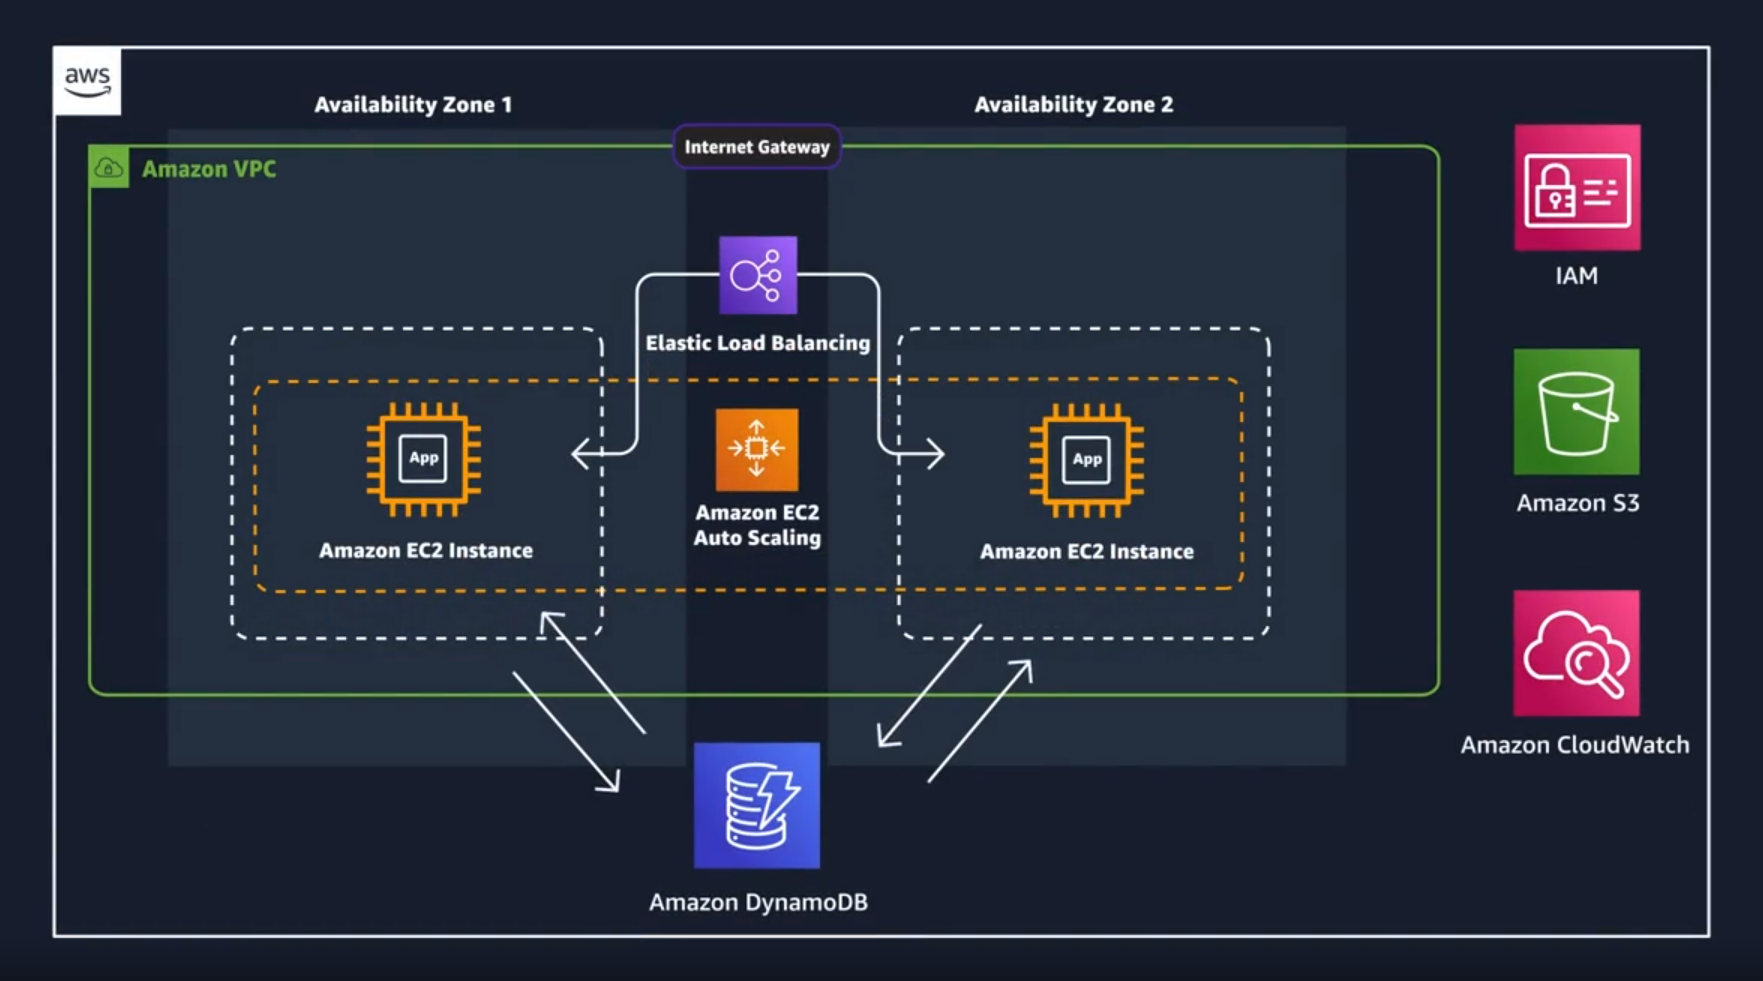 aws
Availability Zone 1
Availability Zone 2
Internet Gateway
Amazon VPC
IAM
Elastic Load Balancing
App
App
Amazon EC2
Auto Scaling
Amazon S3
Amazon EC2 Instance
Amazon EC2 Instance
Amazon CloudWatch
Amazon DynamoDB